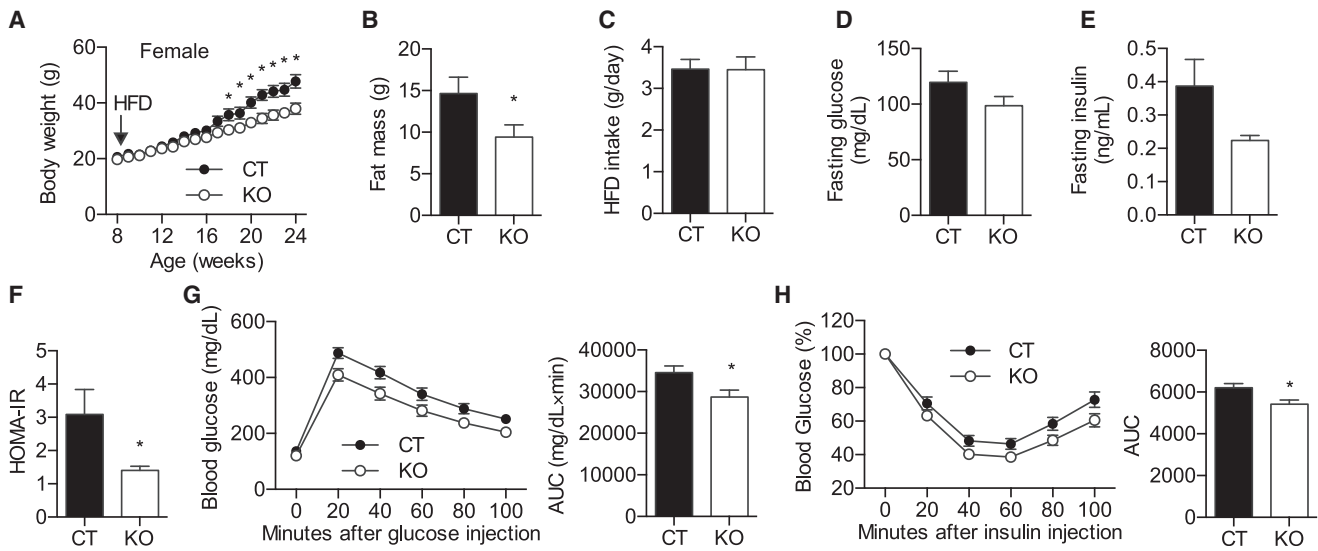 A
Female
Body weight (g)
60
40
20
0
HFD
* * * * * * *
CT
KO
8 12 16 20 24
Age (weeks)
B
Fat mass (g)
20
15
10
5
0
*
CT KO
C
HFD intake (g/day)
4
3
2
1
0
CT KO
D
Fasting glucose
(mg/dL)
150
100
50
0
CT KO
E
Fasting insulin
(ng/mL)
0.5
0.4
0.3
0.2
0.1
0.0
CT KO
F
HOMA-IR
5
4
3
2
1
0
*
CT KO
G
Blood glucose (mg/dL)
600
400
200
0
CT
KO
0 20 40 60 80 100
Minutes after glucose injection
AUC (mg/dL×min)
40000
30000
20000
10000
0
*
CT KO
H
Blood Glucose (%)
120
100
80
60
40
20
CT
KO
0 20 40 60 80 100
Minutes after insulin injection
AUC
8000
6000
4000
2000
0
*
CT KO